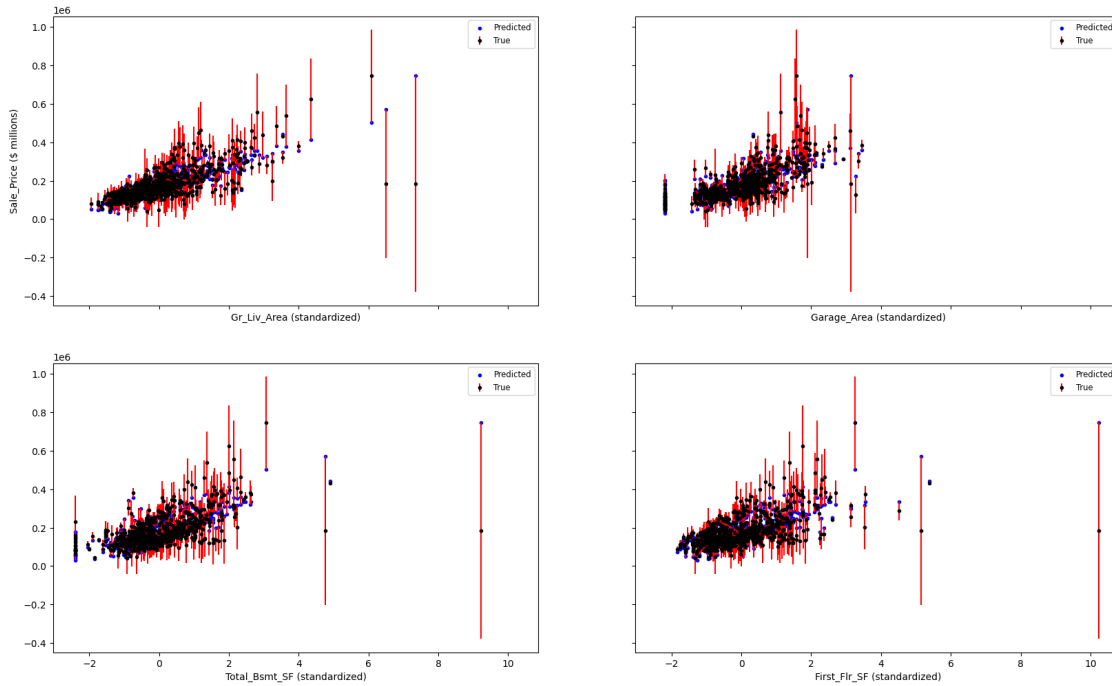 1e6
Predicted
True
1.0
0.8
0.6
0.4
0.2
0.0
−0.2
−0.4
Sale_Price ($ millions)
Gr_Liv_Area (standardized)
Predicted
True
Garage_Area (standardized)
1e6
Predicted
True
1.0
0.8
0.6
0.4
0.2
0.0
−0.2
−0.4
−2 0 2 4 6 8 10
Total_Bsmt_SF (standardized)
Predicted
True
−2 0 2 4 6 8 10
First_Flr_SF (standardized)